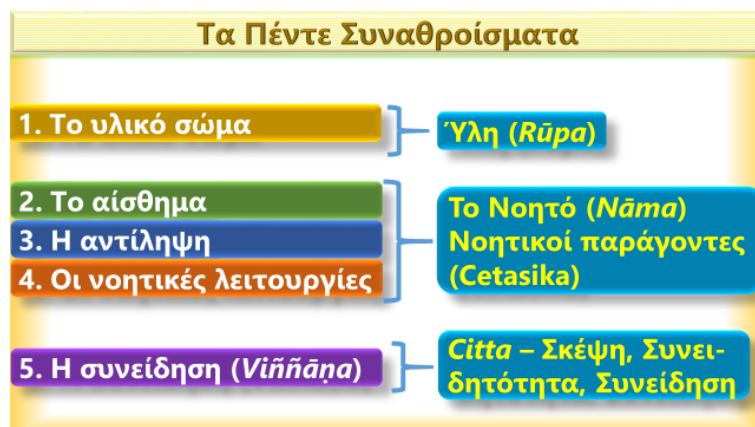 Τα Πέντε Συναθροίσματα
1. Το υλικό σώμα
Ύλη (Rūpa)
2. Το αίσθημα
3. Η αντίληψη
4. Οι νοητικές λειτουργίες
Το Νοητό (Nāma)
Νοητικοί παράγοντες
(Cetasika)
5. Η συνείδηση (Viññāṇa)
Citta – Σκέψη, Συνει-
δητότητα, Συνείδηση